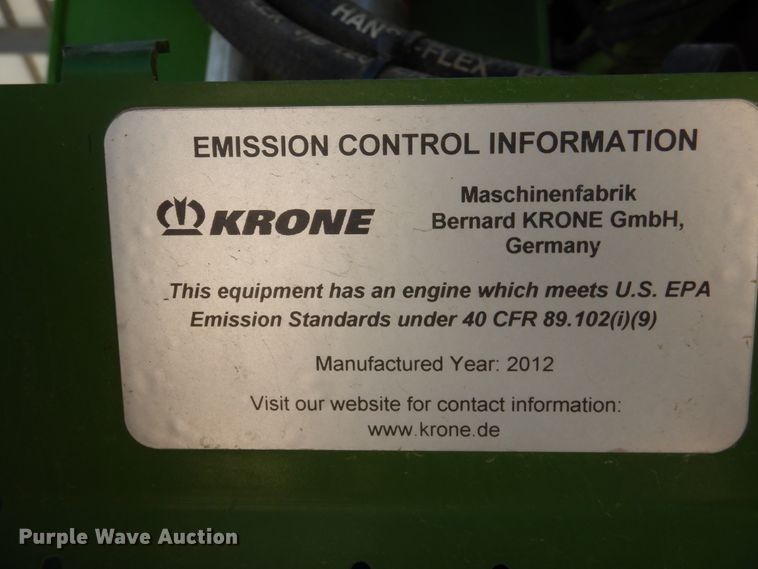 HAN -FLEX
EMISSION CONTROL INFORMATION
KRONE
Maschinenfabrik
Bernard KRONE GmbH,
Germany
This equipment has an engine which meets U.S. EPA
Emission Standards under 40 CFR 89.102(i)(9)
Manufactured Year: 2012
Visit our website for contact information:
www.krone.de
Purple Wave Auction